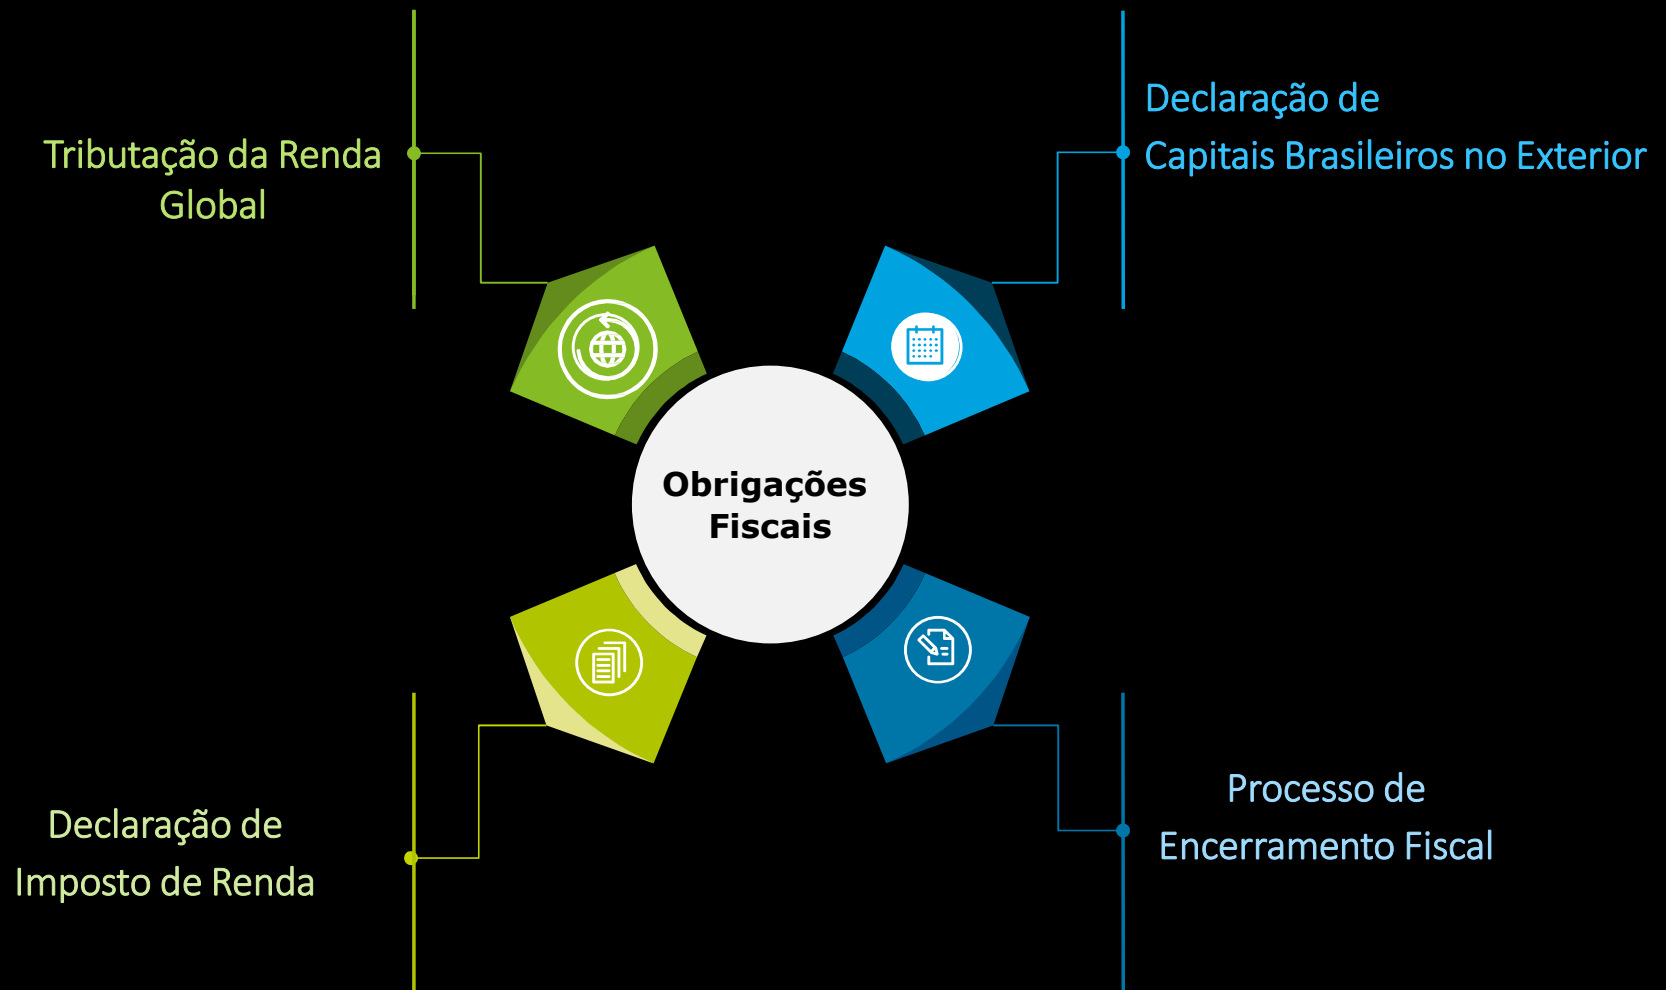 Tributação da Renda
Global
Declaração de
Capitais Brasileiros no Exterior
Obrigações
Fiscais
Declaração de
Imposto de Renda
Processo de
Encerramento Fiscal